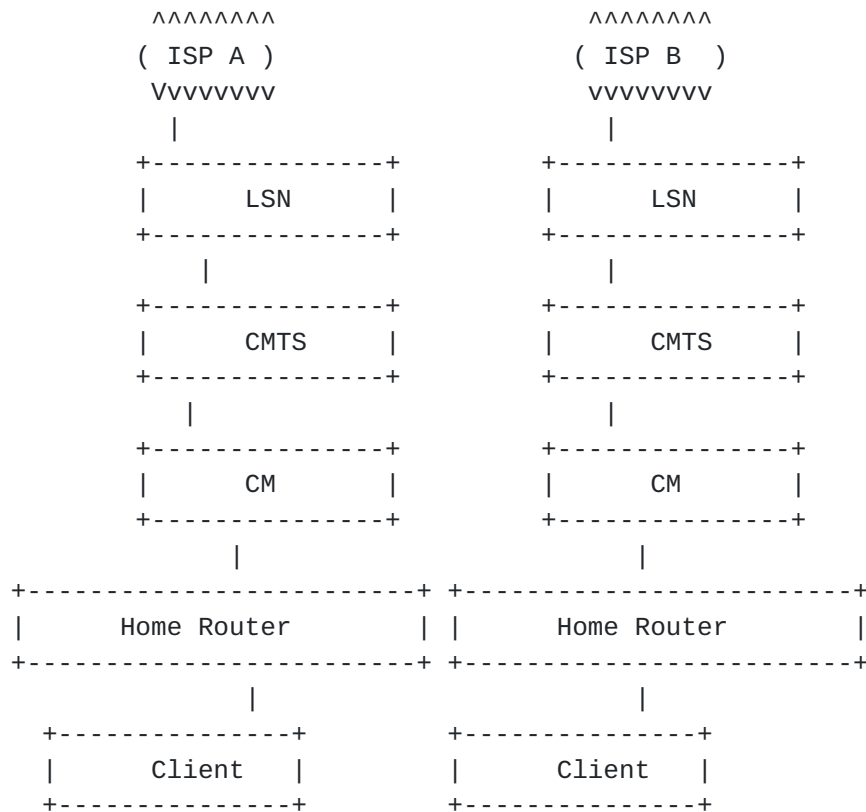 ^^^^^^^^ ^^^^^^^^
( ISP A ) ( ISP B  )
Vvvvvvvv vvvvvvvv
| |
+---------------+ +---------------+
| LSN | | LSN |
+---------------+ +---------------+
| |
+---------------+ +---------------+
| CMTS | | CMTS |
+---------------+ +---------------+
| |
+---------------+ +---------------+
| CM | | CM |
+---------------+ +---------------+
| |
+-------------------------+ +-------------------------+
| Home Router | | Home Router |
+-------------------------+ +-------------------------+
| |
+---------------+ +---------------+
| Client | | Client |
+---------------+ +---------------+